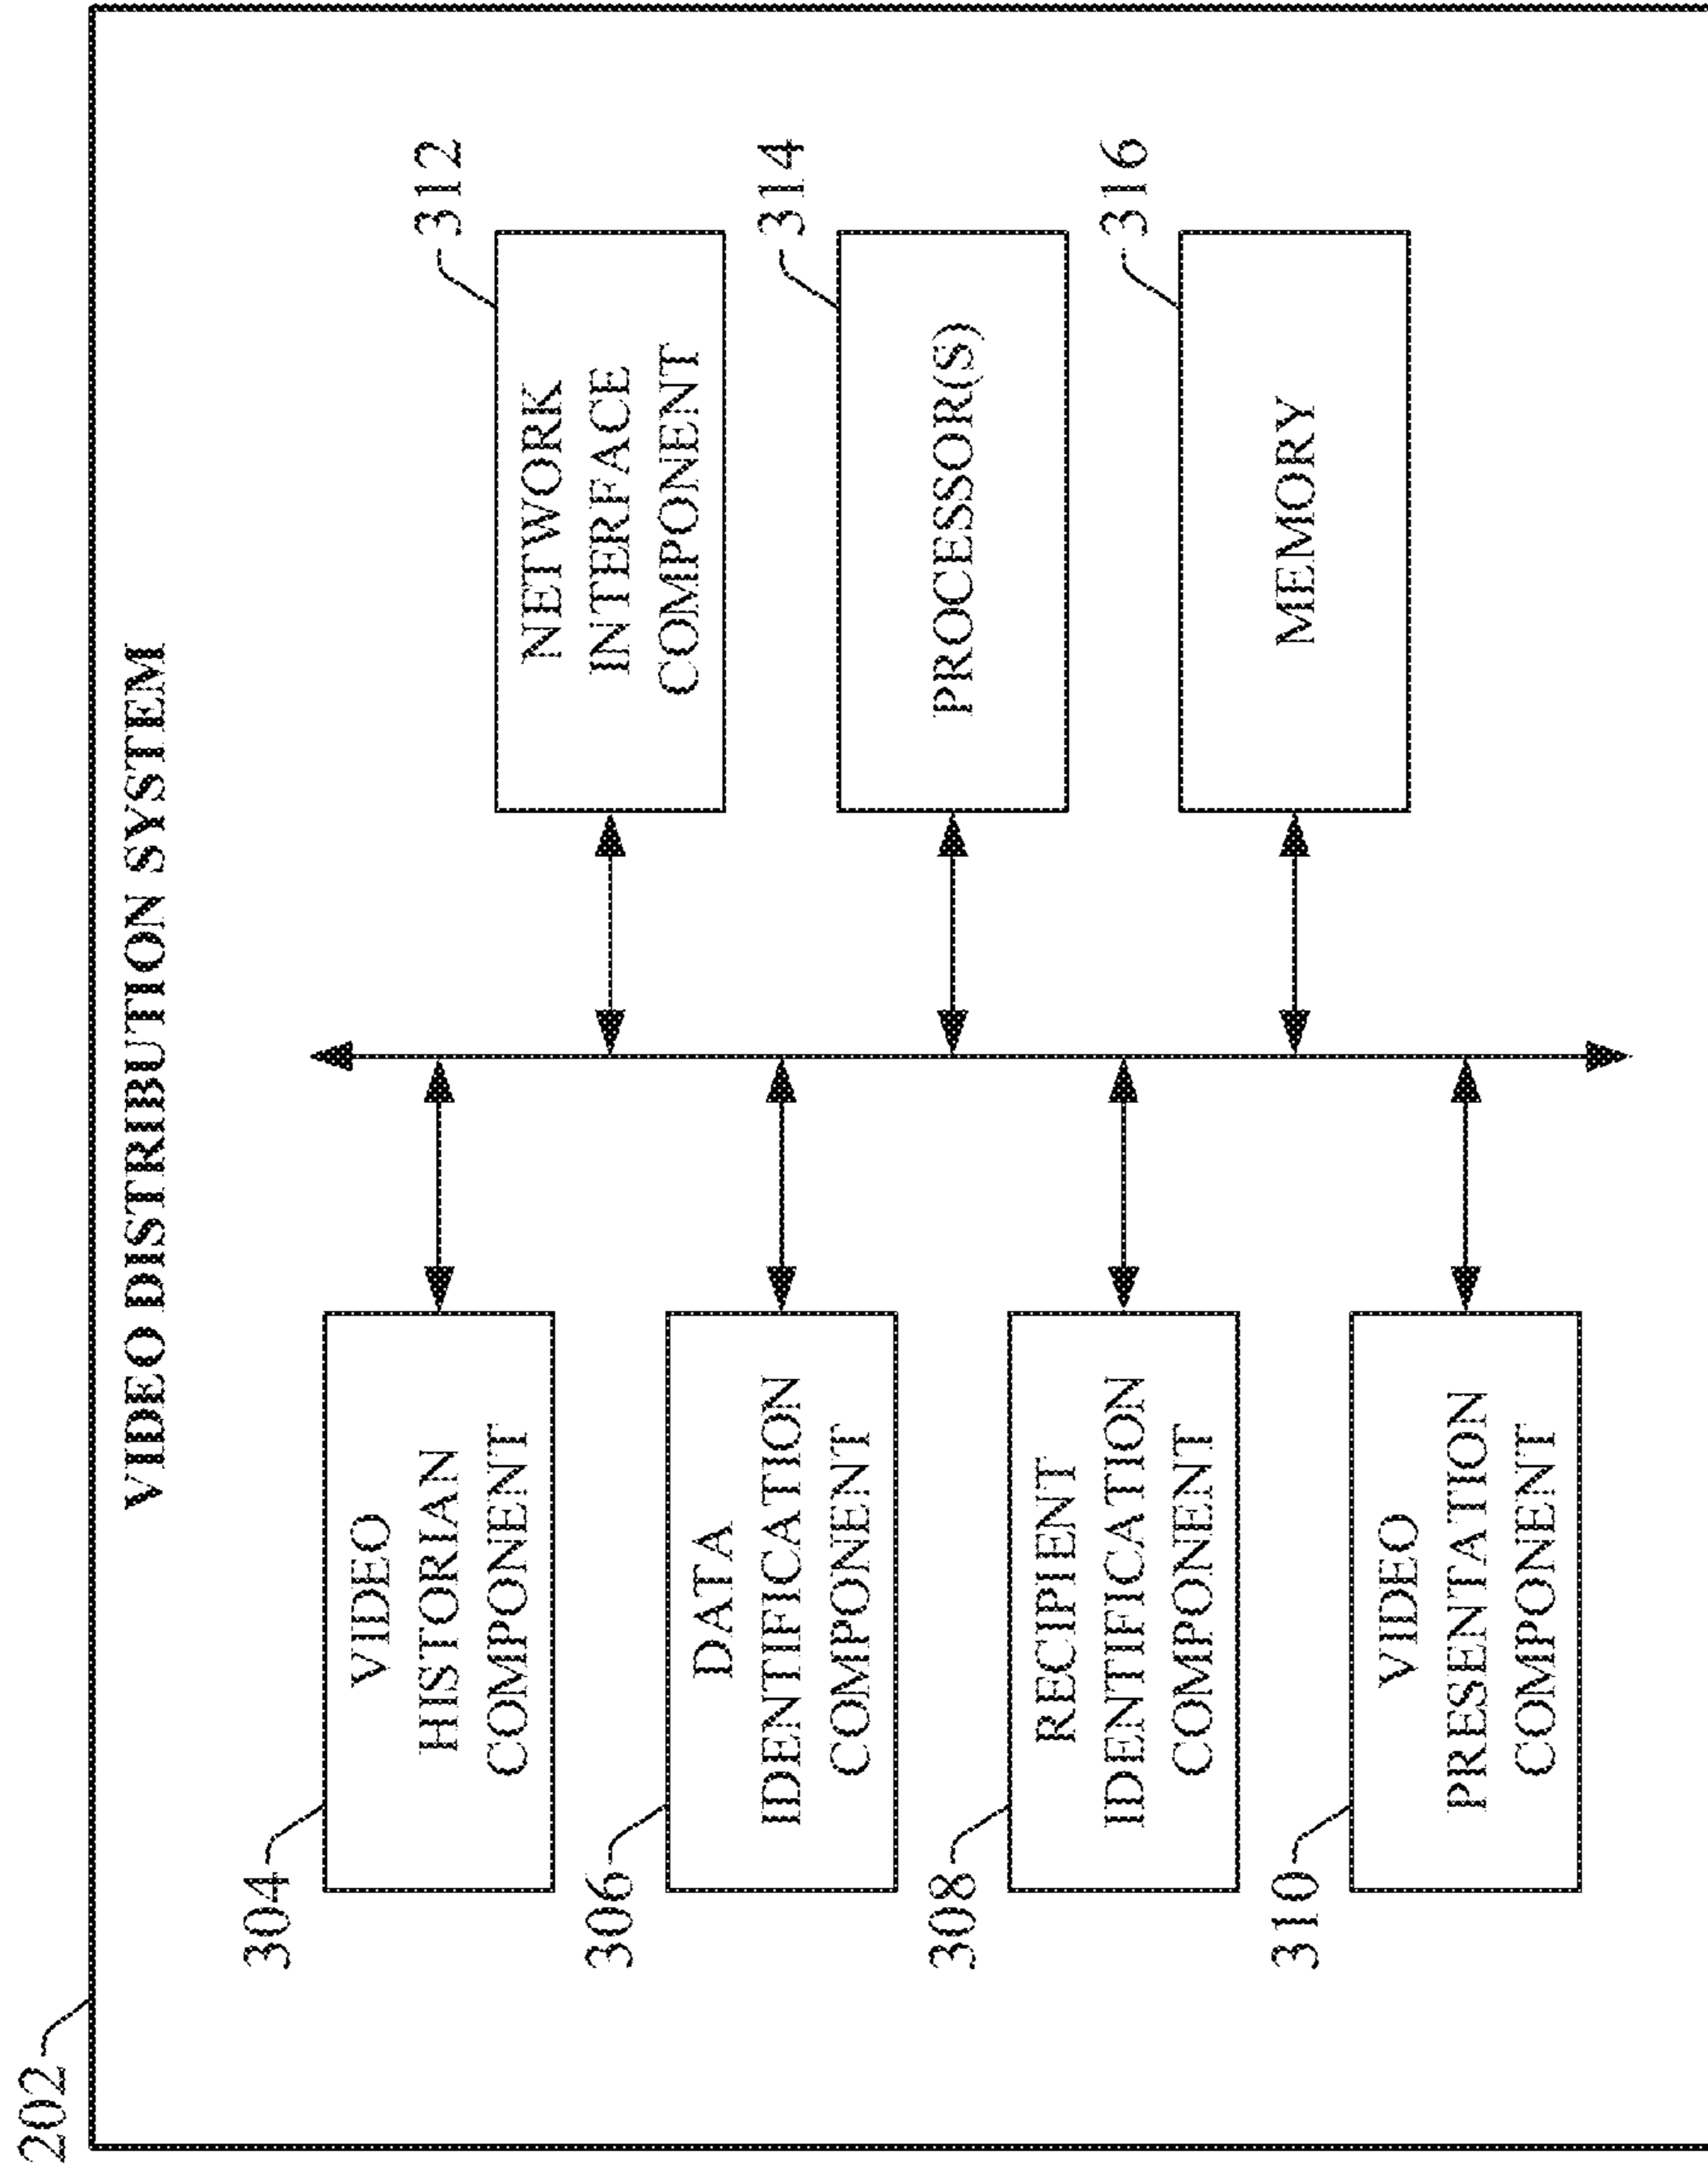 202
VIDEO DISTRIBUTION SYSTEM
304
VIDEO
HISTORIAN
COMPONENT
306
DATA
IDENTIFICATION
COMPONENT
308
RECIPIENT
IDENTIFICATION
COMPONENT
310
VIDEO
PRESENTATION
COMPONENT
312
NETWORK
INTERFACE
COMPONENT
314
PROCESSOR(S)
316
MEMORY